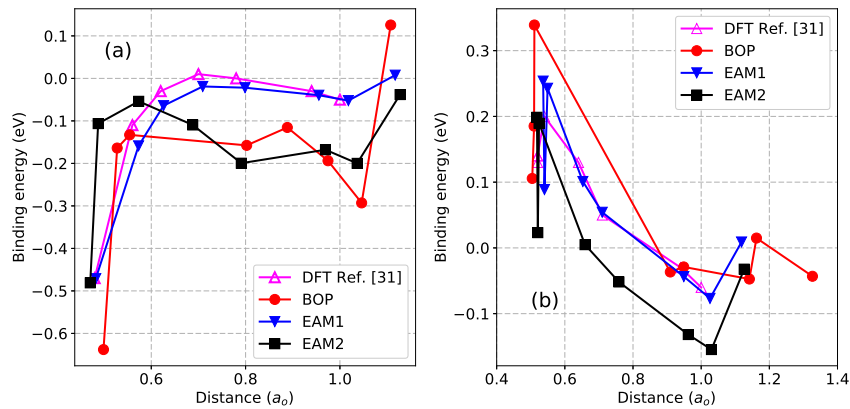 (a)
Binding energy (eV)
0.1
0.0
−0.1
−0.2
−0.3
−0.4
−0.5
−0.6
0.6
0.8
1.0
Distance (a_o)
DFT Ref. [31]
BOP
EAM1
EAM2
(b)
Binding energy (eV)
0.3
0.2
0.1
0.0
−0.1
0.4
0.6
0.8
1.0
1.2
1.4
Distance (a_o)
DFT Ref. [31]
BOP
EAM1
EAM2